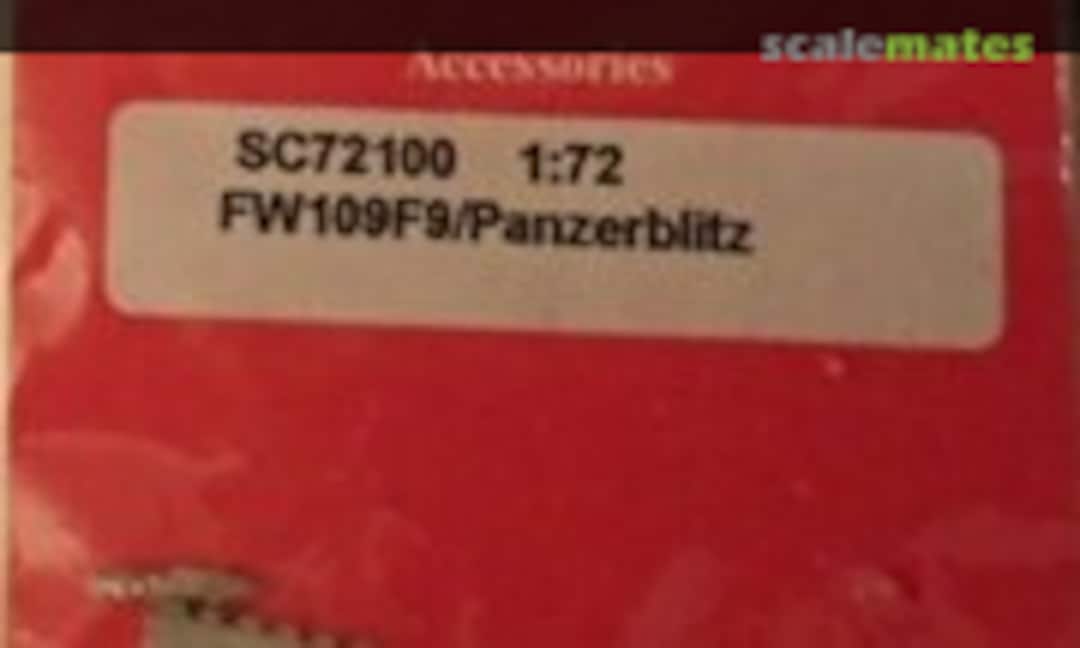 scalemates
Accessories
SC72100 1:72
FW109F9/Panzerblitz